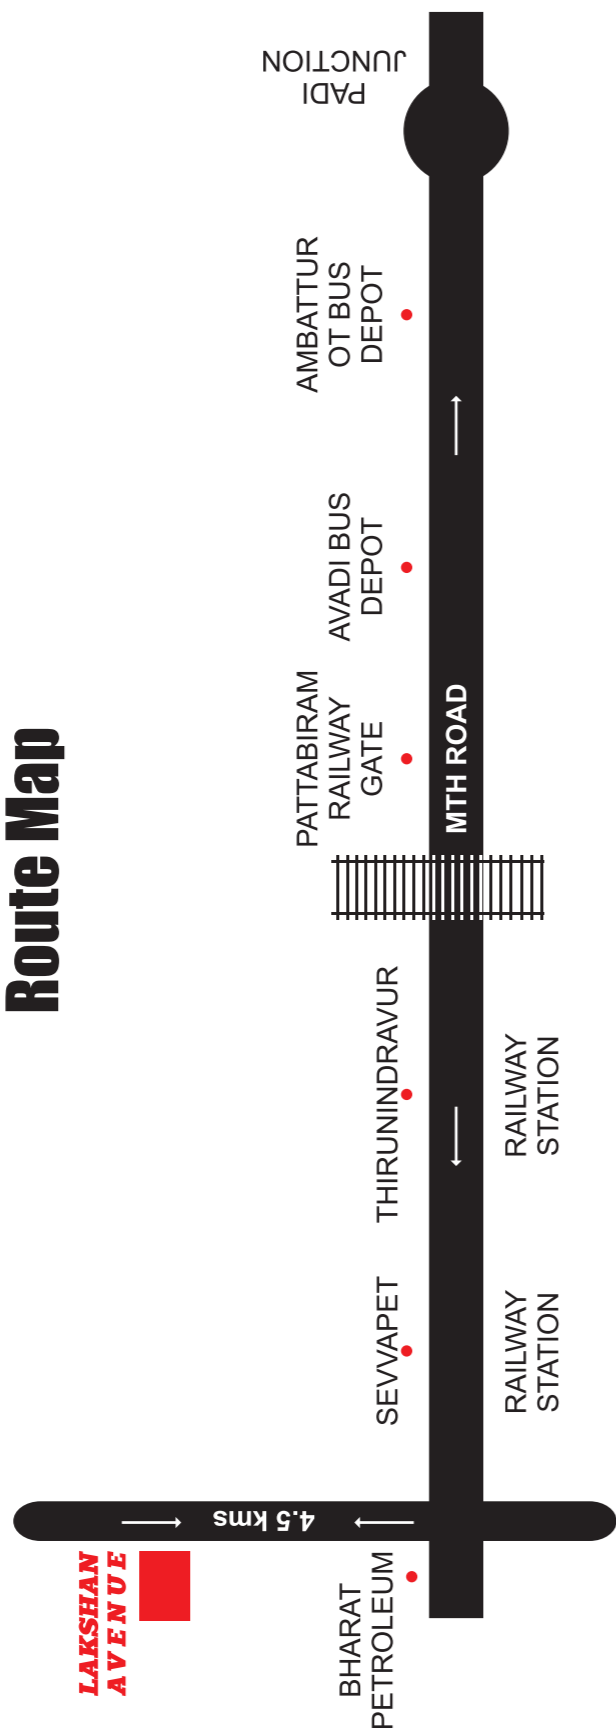 Route Map
LAKSHAN
AVENUE
4.5 kms
BHARAT
PETROLEUM
SEVVAPET
RAILWAY
STATION
THIRUNINDRAVUR
RAILWAY
STATION
PATTABIRAM
RAILWAY
GATE
MTH ROAD
AVADI BUS
DEPOT
AMBATTUR
OT BUS
DEPOT
PADI
JUNCTION